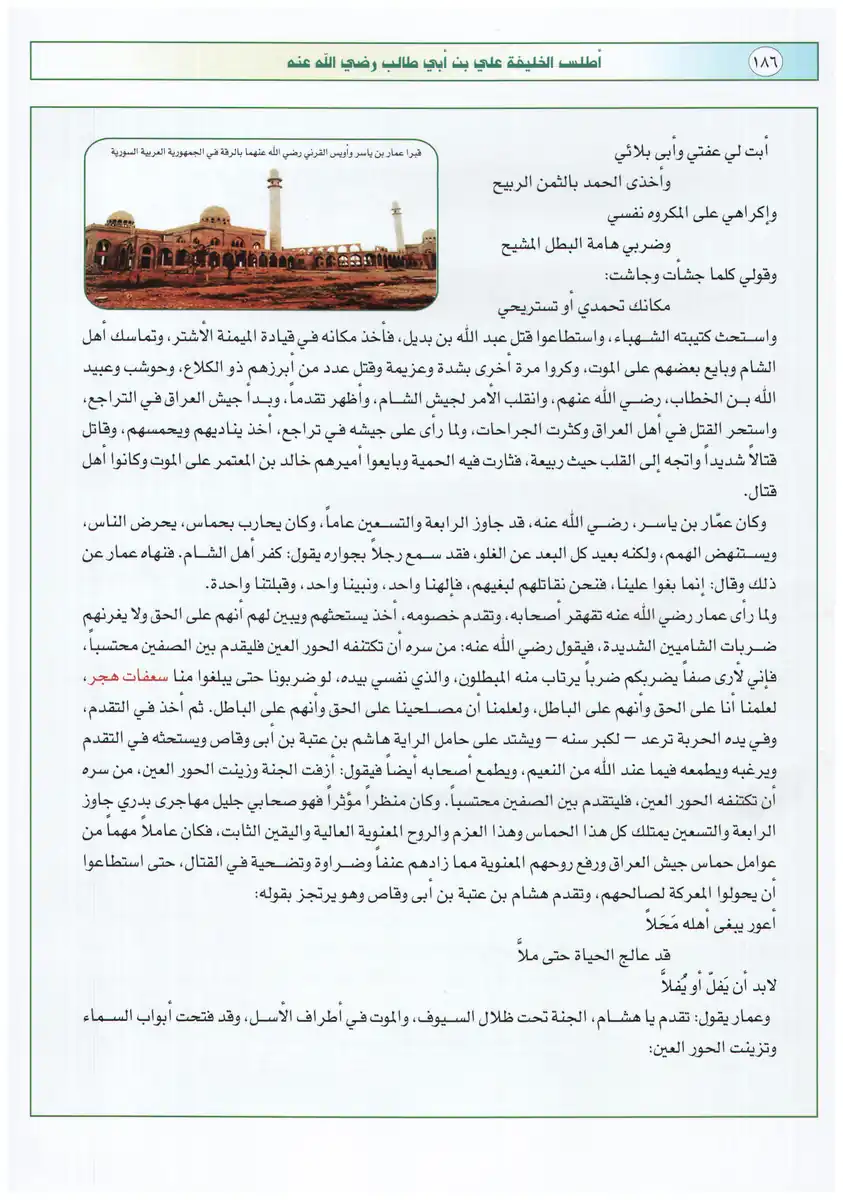 ١٨٦
أطلس الخليفة علي بن أبي طالب رضي الله عنه
قبرا عمار بن ياسر وأويس القرني رضي الله عنهما بالرقة في الجمهورية العربية السورية
أبت لي عفتي وأبى بلائي
وأخذى الحمد بالثمن الربيح
وإكراهي على المكروه نفسي
وضربي هامة البطل المشيح
وقولي كلما جشأت وجاشت:
مكانك تحمدي أو تستريحي
واستحث كتيبته الشهباء، واستطاعوا قتل عبد الله بن بديل، فأخذ مكانه في قيادة الميمنة الأشتر، وتماسك أهل
الشام وبايع بعضهم على الموت، وكروا مرة أخرى بشدة وعزيمة وقتل عدد من أبرزهم ذو الكلاع، وحوشب وعبيد
الله بن الخطاب، رضي الله عنهم، وانقلب الأمر لجيش الشام، وأظهر تقدماً، وبدأ جيش العراق في التراجع،
واستحر القتل في أهل العراق وكثرت الجراحات، ولما رأى على جيشه في تراجع، أخذ يناديهم ويحمسهم، وقاتل
قتالاً شديداً واتجه إلى القلب حيث ربيعة، فثارت فيه الحمية وبايعوا أميرهم خالد بن المعتمر على الموت وكانوا أهل
قتال.
وكان عمّار بن ياسر، رضي الله عنه، قد جاوز الرابعة والتسعين عاماً، وكان يحارب بحماس، يحرض الناس،
ويستنهض الهمم، ولكنه بعيد كل البعد عن الغلو، فقد سمع رجلاً بجواره يقول: كفر أهل الشام. فنهاه عمار عن
ذلك وقال: إنما بغوا علينا، فنحن نقاتلهم لبغيهم، فإلهنا واحد، ونبينا واحد، وقبلتنا واحدة.
ولما رأى عمار رضي الله عنه تقهقر أصحابه، وتقدم خصومه، أخذ يستحثهم ويبين لهم أنهم على الحق ولا يغرنهم
ضربات الشاميين الشديدة، فيقول رضي الله عنه: من سره أن تكتنفه الحور العين فليقدم بين الصفين محتسباً،
فإني لأرى صفاً يضربكم ضرباً يرتاب منه المبطلون، والذي نفسي بيده، لو ضربونا حتى يبلغوا منا سعفات هجر،
لعلمنا أنا على الحق وأنهم على الباطل، ولعلمنا أن مصلحينا على الحق وأنهم على الباطل. ثم أخذ في التقدم،
وفي يده الحربة ترعد – لكبر سنه – ويشتد على حامل الراية هاشم بن عتبة بن أبى وقاص ويستحثه في التقدم
ويرغبه ويطمعه فيما عند الله من النعيم، ويطمع أصحابه أيضاً فيقول: أزفت الجنة وزينت الحور العين، من سره
أن تكتنفه الحور العين، فليتقدم بين الصفين محتسباً. وكان منظراً مؤثراً فهو صحابي جليل مهاجرى بدري جاوز
الرابعة والتسعين يمتلك كل هذا الحماس وهذا العزم والروح المعنوية العالية واليقين الثابت، فكان عاملاً مهماً من
عوامل حماس جيش العراق ورفع روحهم المعنوية مما زادهم عنفاً وضراوة وتضحية في القتال، حتى استطاعوا
أن يحولوا المعركة لصالحهم، وتقدم هشام بن عتبة بن أبى وقاص وهو يرتجز بقوله:
أعور يبغى أهله مَحَلاً
قد عالج الحياة حتى ملاَّ
لابد أن يَفلّ أو يُفلاَّ
وعمار يقول: تقدم يا هشام، الجنة تحت ظلال السيوف، والموت في أطراف الأسل، وقد فتحت أبواب السماء
وتزينت الحور العين: